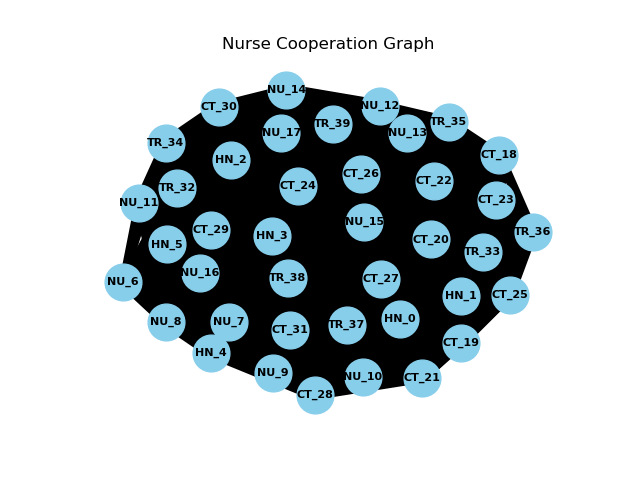 Nurse Cooperation Graph
NU_14
CT_30
NU_12
TR_35
TR_39
NU_17
NU_13
TR_34
CT_18
HN_2
CT_26
CT_22
CT_24
TR_32
CT_23
NU_11
NU_15
CT_29
TR_36
HN_3
CT_20
HN_5
TR_33
NU_16
TR_38
CT_27
NU_6
CT_25
HN_1
HN_0
NU_8
NU_7
TR_37
CT_31
CT_19
HN_4
NU_9
NU_10
CT_21
CT_28